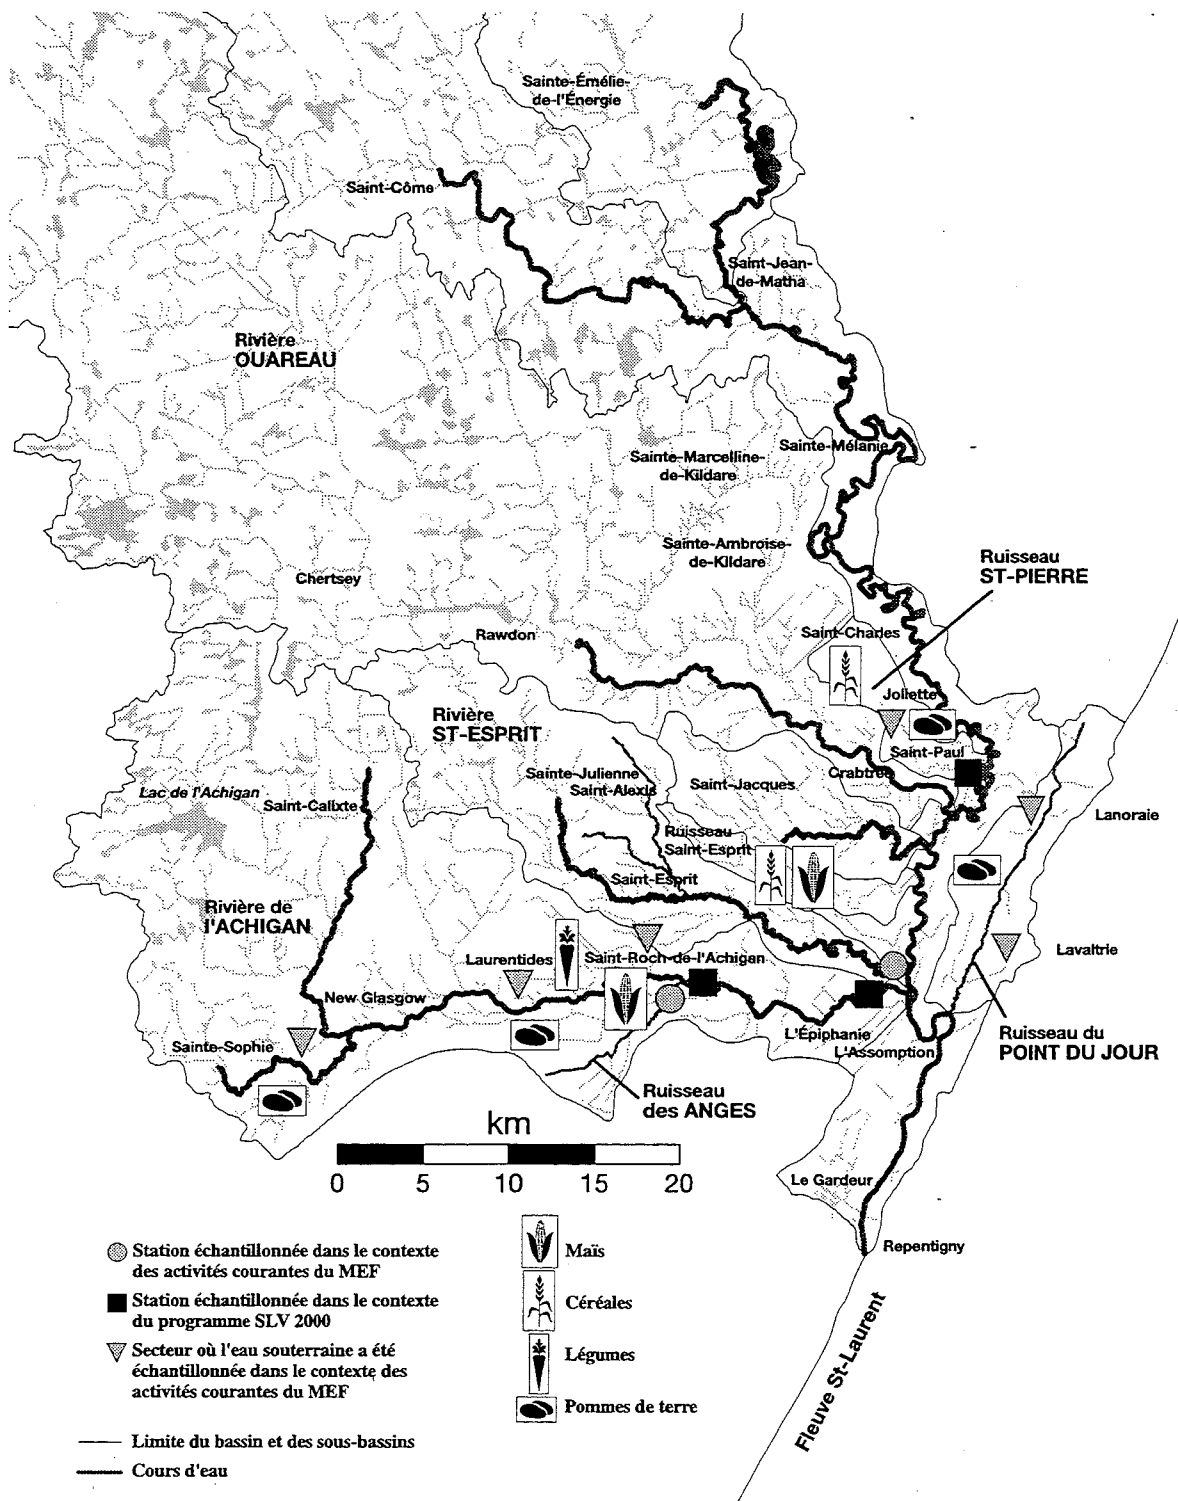 Sainte-Émélie-
de-l'Énergie
Saint-Côme
Saint-Jean-
de-Matha
Rivière
OUAREAU
Sainte-Mélanie
Sainte-Marcelline-
de-Kildare
Sainte-Ambroise-
de-Kildare
Ruisseau
ST-PIERRE
Chertsey
Rawdon
Saint-Charles
Joliette
Rivière
ST-ESPRIT
Saint-Paul
Sainte-Julienne
Saint-Alexis
Saint-Jacques
Crabtree
Lac de l'Achigan
Saint-Calixte
Lanoraie
Ruisseau
Saint-Esprit
Saint-Esprit
Rivière de
l'ACHIGAN
Laurentides
Saint-Roch-de-l'Achigan
Lavaltrie
New Glasgow
Sainte-Sophie
L'Épiphanie
L'Assomption
Ruisseau du
POINT DU JOUR
Ruisseau
des ANGES
km
0 5 10 15 20
Le Gardeur
Repentigny
Fleuve St-Laurent
Station échantillonnée dans le contexte
des activités courantes du MEF
Station échantillonnée dans le contexte
du programme SLV 2000
Secteur où l'eau souterraine a été
échantillonnée dans le contexte des
activités courantes du MEF
Limite du bassin et des sous-bassins
Cours d'eau
Maïs
Céréales
Légumes
Pommes de terre